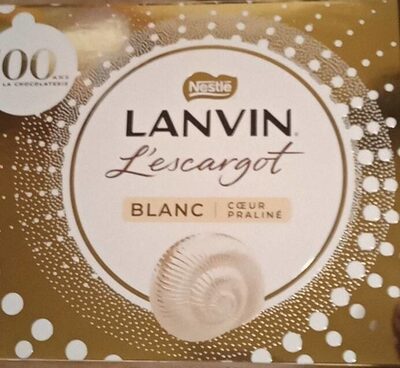 00 ANS
LA CHOCOLATERIE
Nestlé
LANVIN
L'escargot
BLANC
CŒUR
PRALINÉ